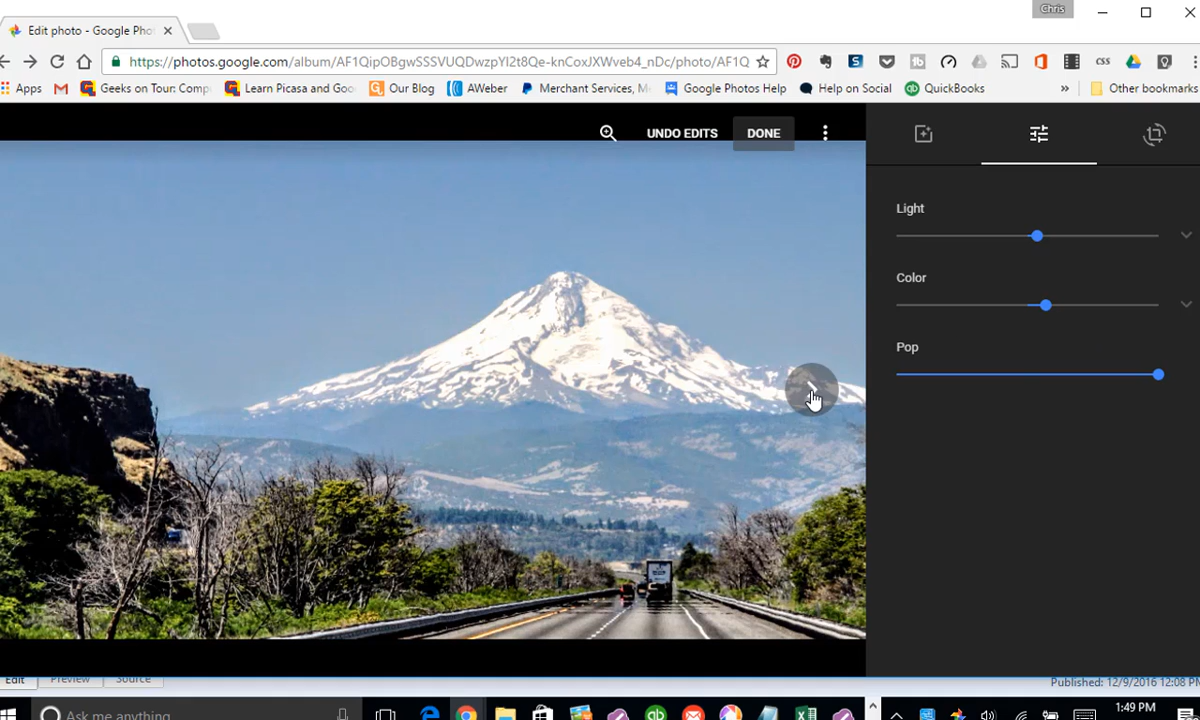 Chris
Edit photo - Google Pho
https://photos.google.com/album/AF1QipOBgwSSSVUQDwzpYI2t8Qe-knCoxJXWveb4_nDc/photo/AF1Q
Apps Geeks on Tour: Comp Learn Picasa and Goo Our Blog AWeber Merchant Services, M Google Photos Help Help on Social QuickBooks » Other bookmarks
UNDO EDITS DONE
Light
Color
Pop
Edit Preview Source Published: 12/9/2016 12:08 PM
Ask me anything 1:49 PM